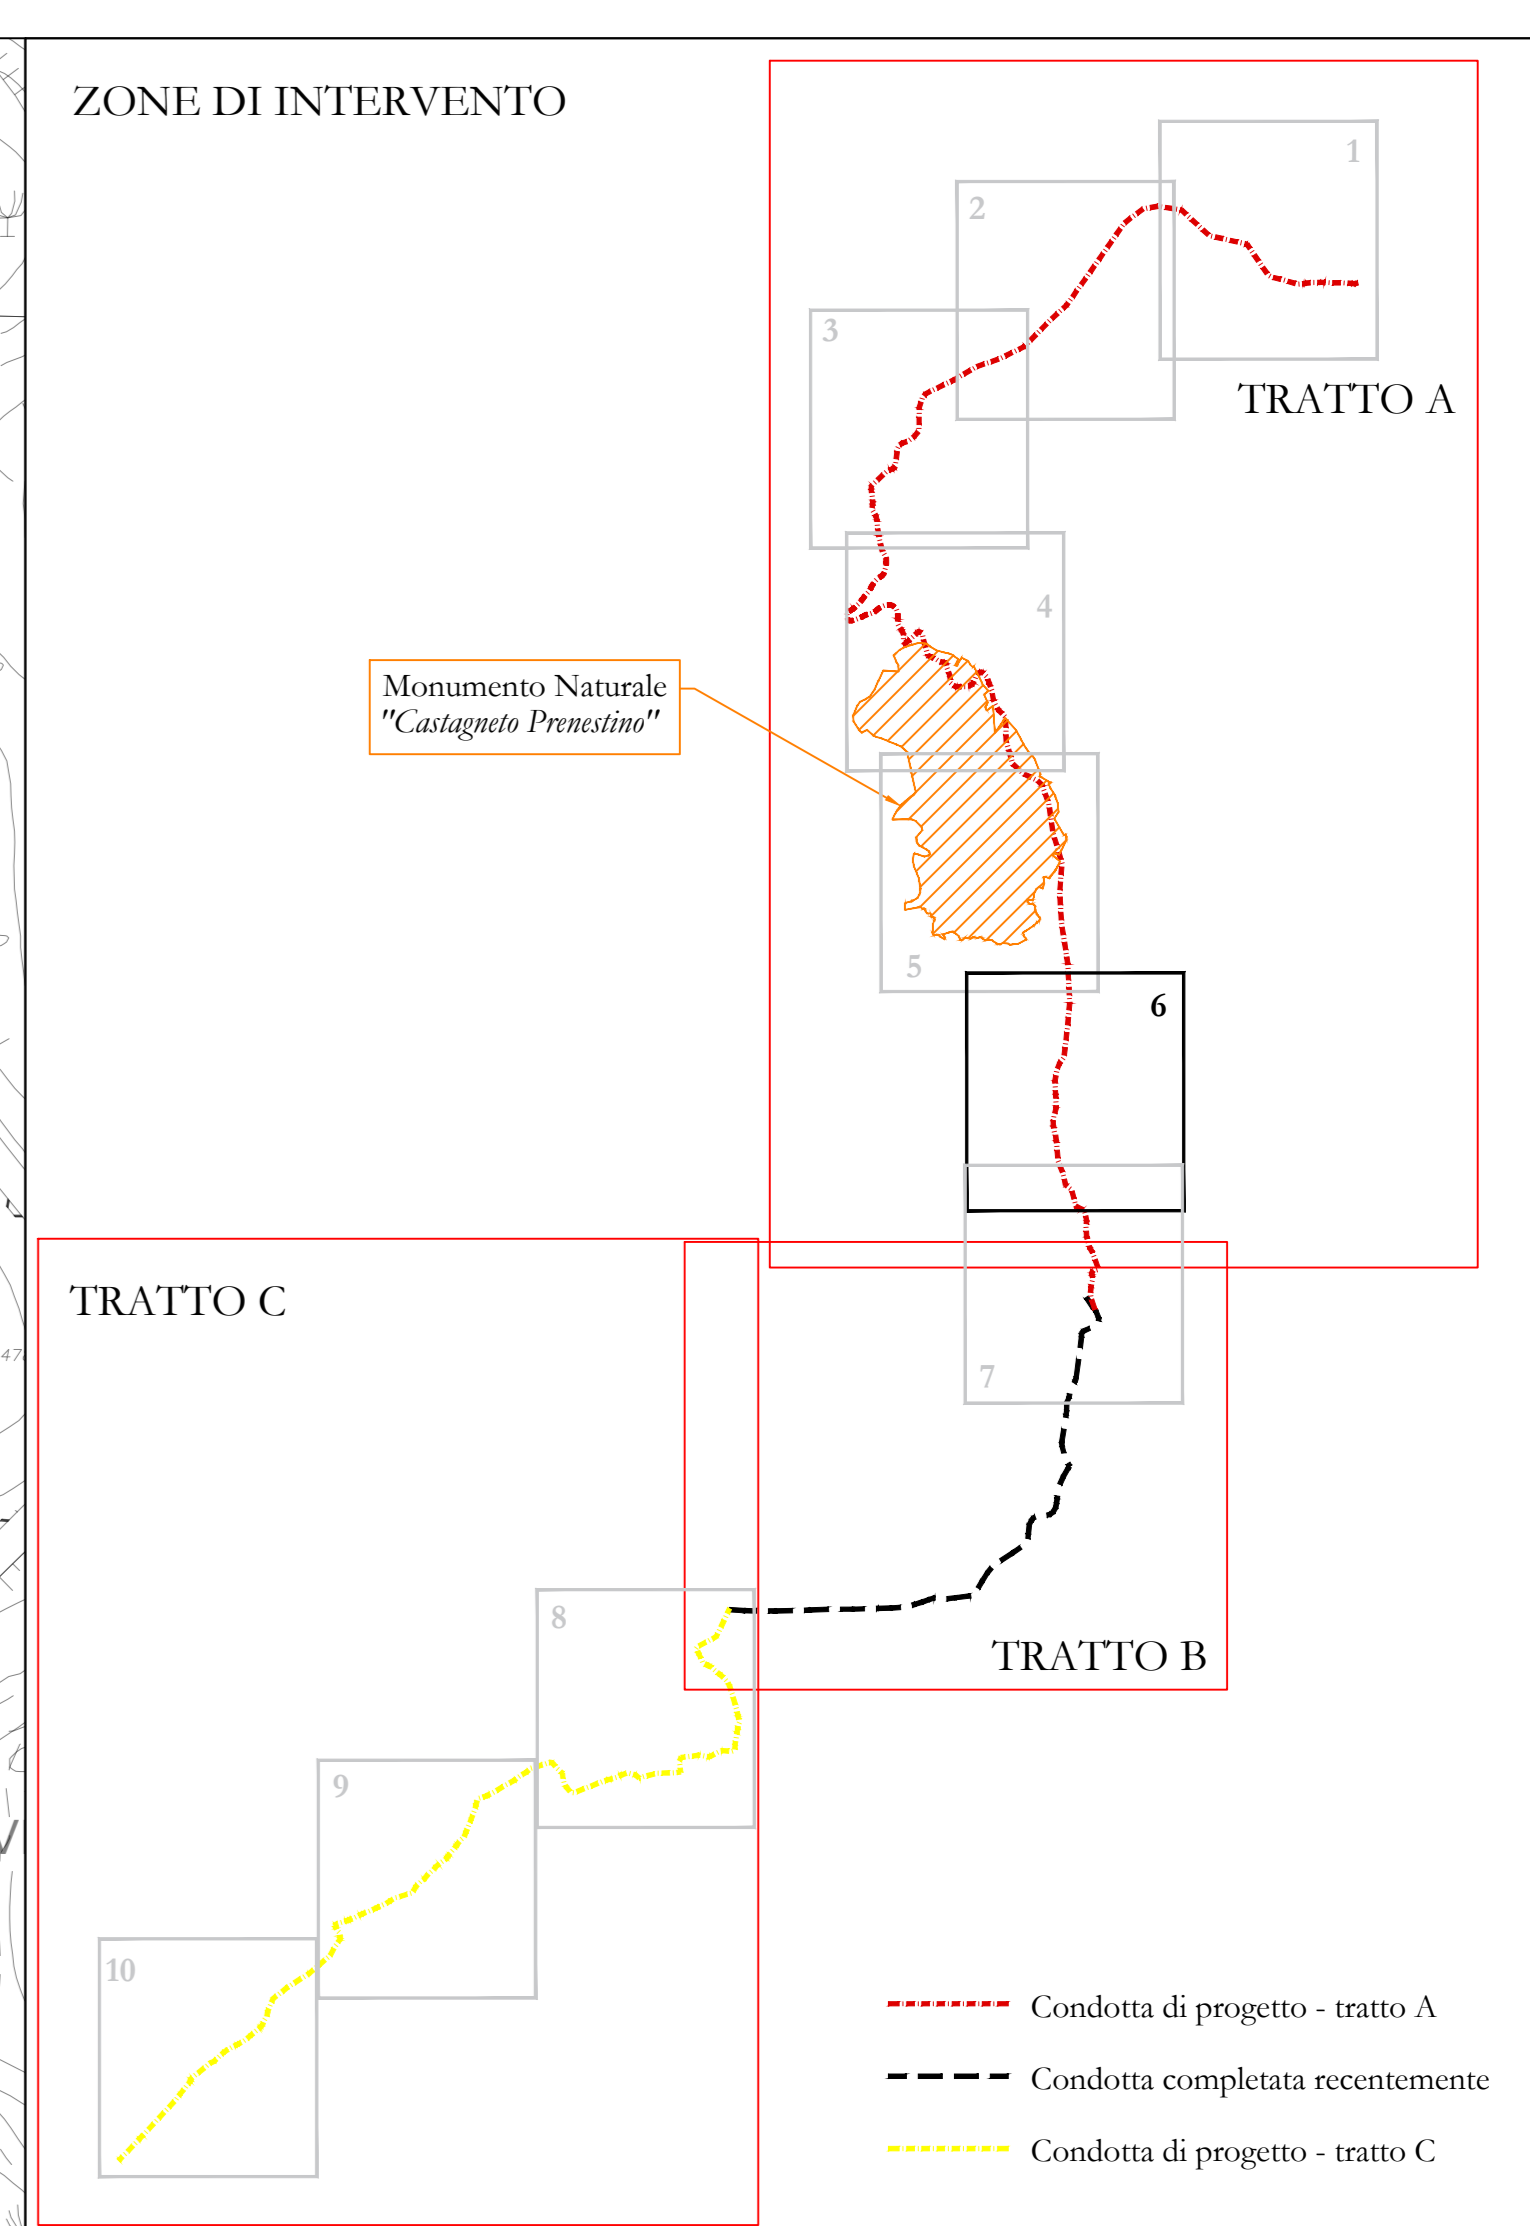 ZONE DI INTERVENTO
1
2
3
TRATTO A
4
Monumento Naturale
"Castagneto Prenestino"
5
6
TRATTO C
47
7
8
TRATTO B
9
V
10
Condotta di progetto - tratto A
Condotta completata recentemente
Condotta di progetto - tratto C